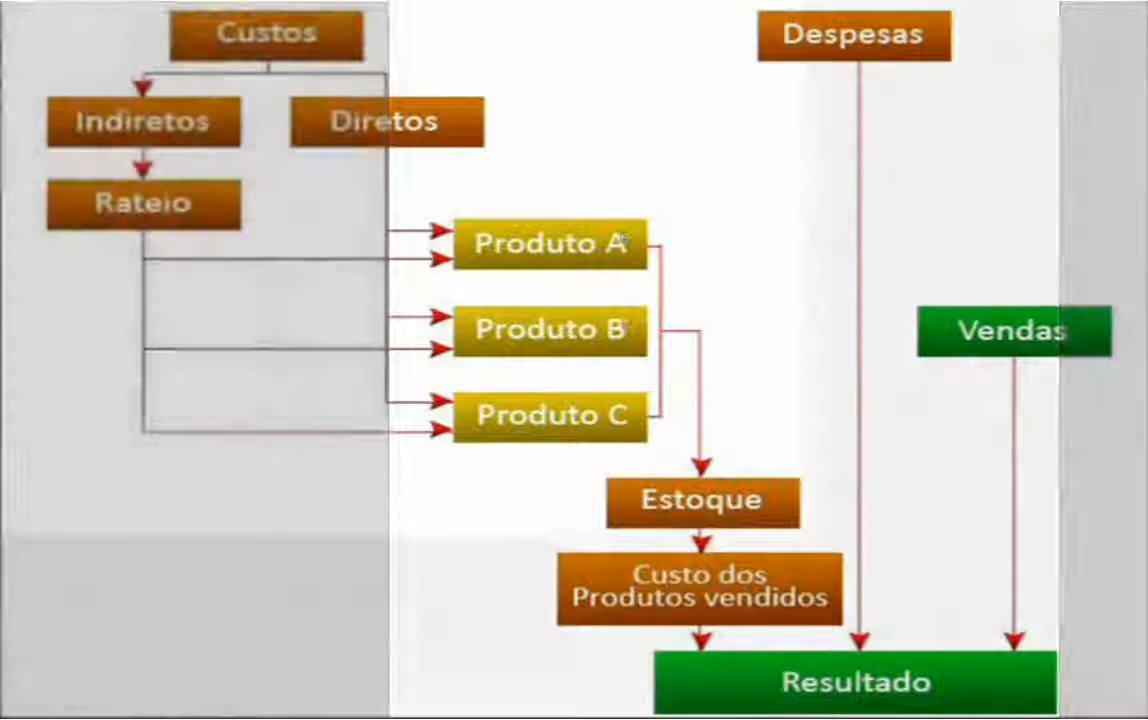 Custos
Despesas
Indiretos
Diretos
Rateio
Produto A
Produto B
Vendas
Produto C
Estoque
Custo dos
Produtos vendidos
Resultado